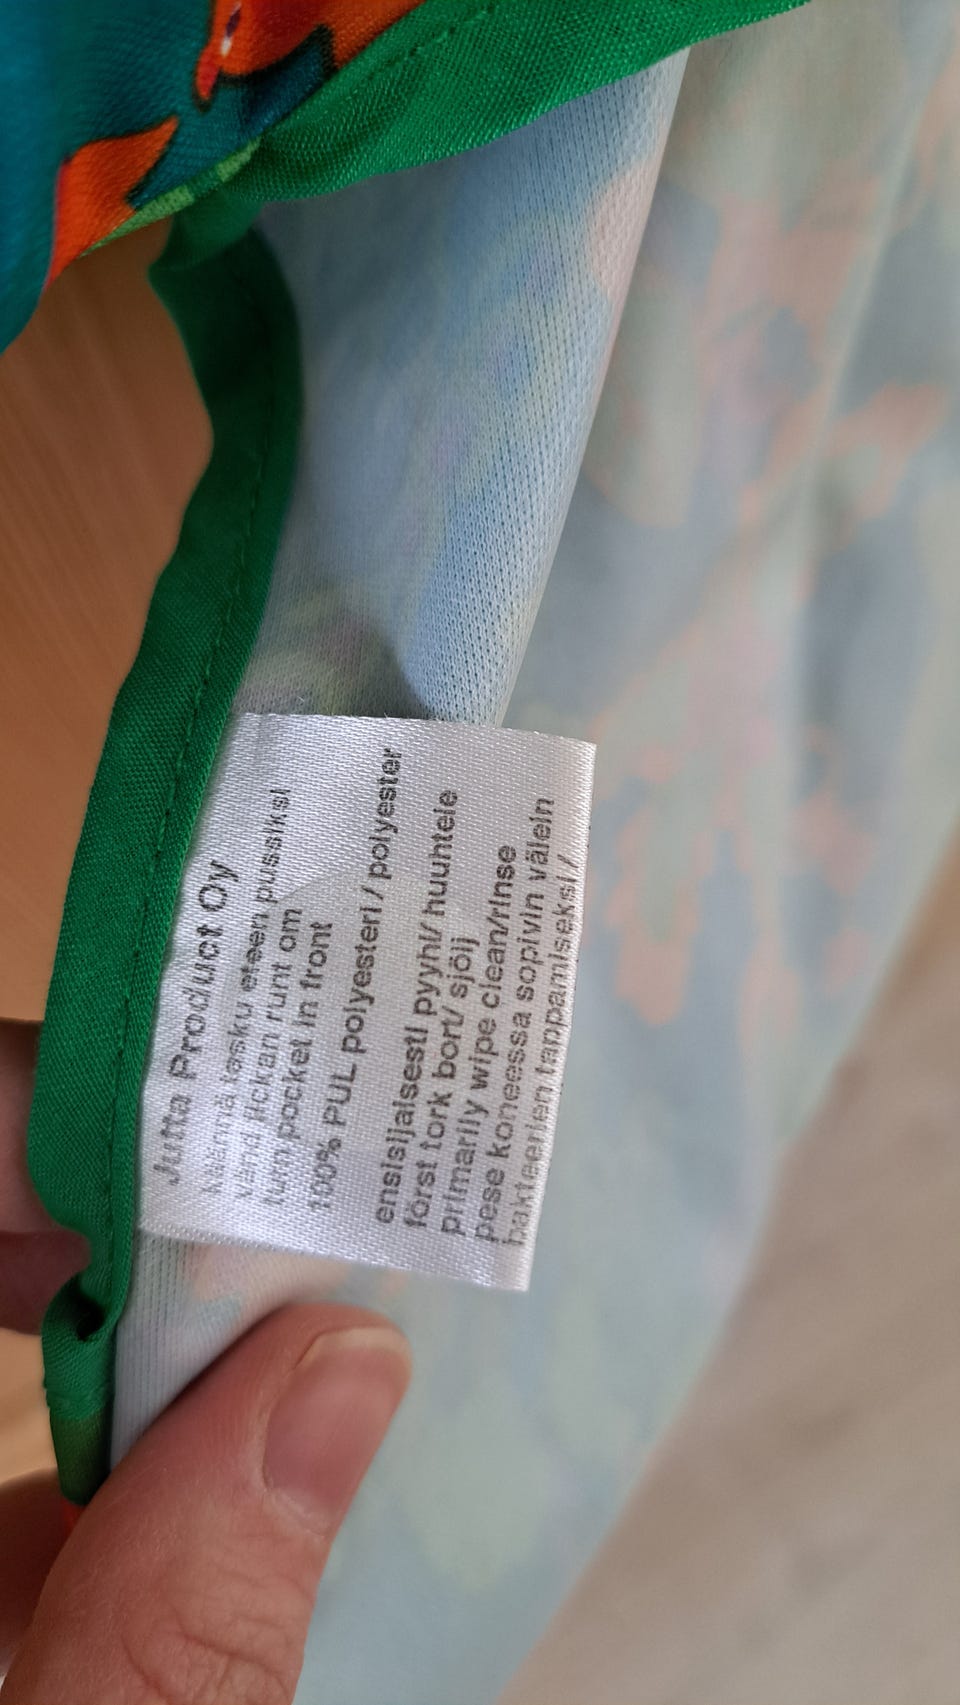 Jutta Product Oy
Käännä tasku eteen pussiksi
vänd fickan runt om
turn pocket in front
100% PUL polyesteri / polyester
ensisijaisesti pyyhi/ huuhtele
först tork bort/ sjölj
primarily wipe clean/rinse
pese koneessa sopivin välein
bakteerien tappamiseksi/